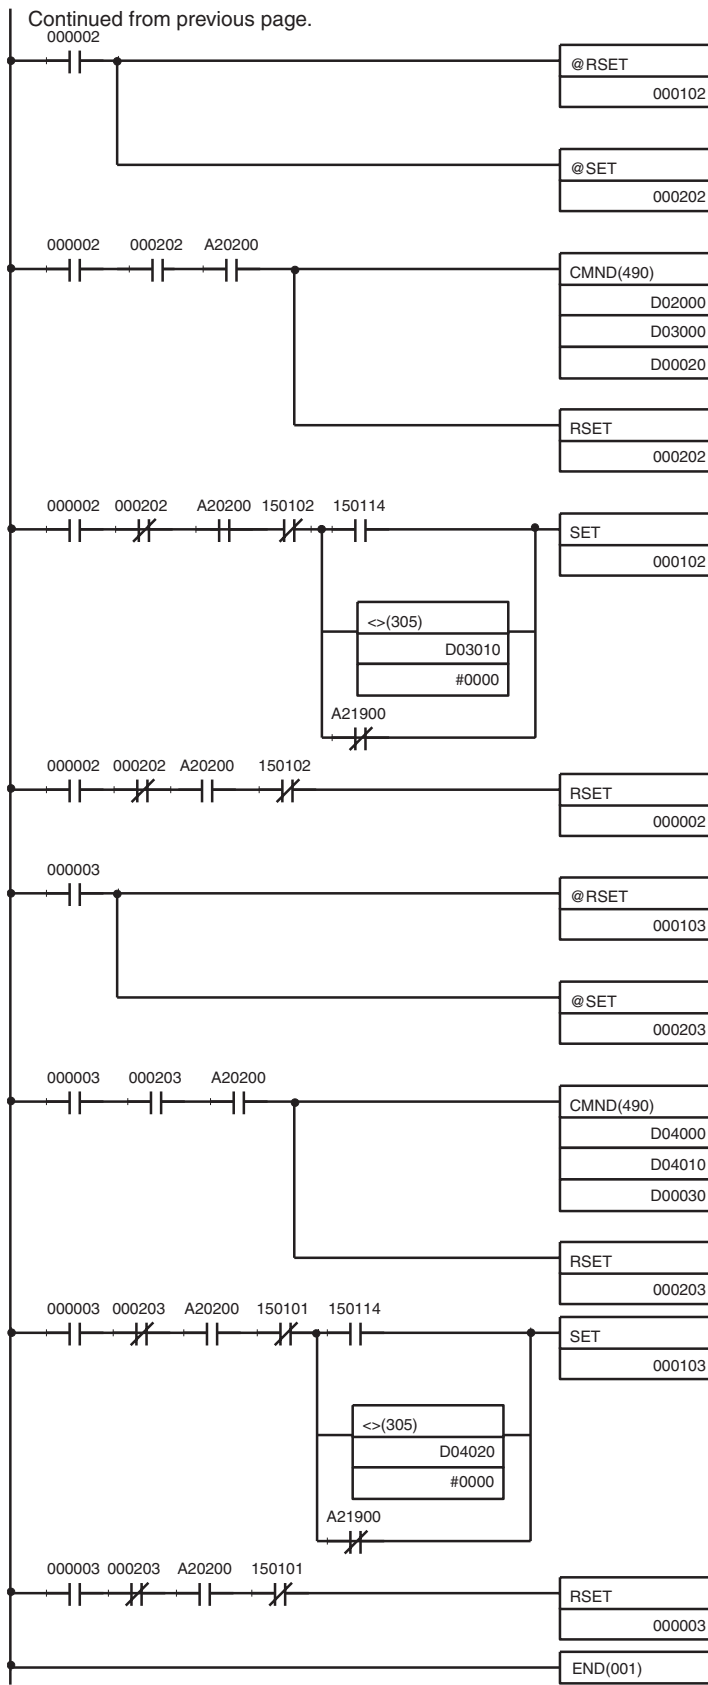 Continued from previous page.
000002
@RSET
000102
@SET
000202
000002 000202 A20200
CMND(490)
D02000
D03000
D00020
RSET
000202
000002 000202 A20200 150102 150114
SET
000102
<>(305)
D03010
#0000
A21900
000002 000202 A20200 150102
RSET
000002
000003
@RSET
000103
@SET
000203
000003 000203 A20200
CMND(490)
D04000
D04010
D00030
RSET
000203
000003 000203 A20200 150101 150114
SET
000103
<>(305)
D04020
#0000
A21900
000003 000203 A20200 150101
RSET
000003
END(001)